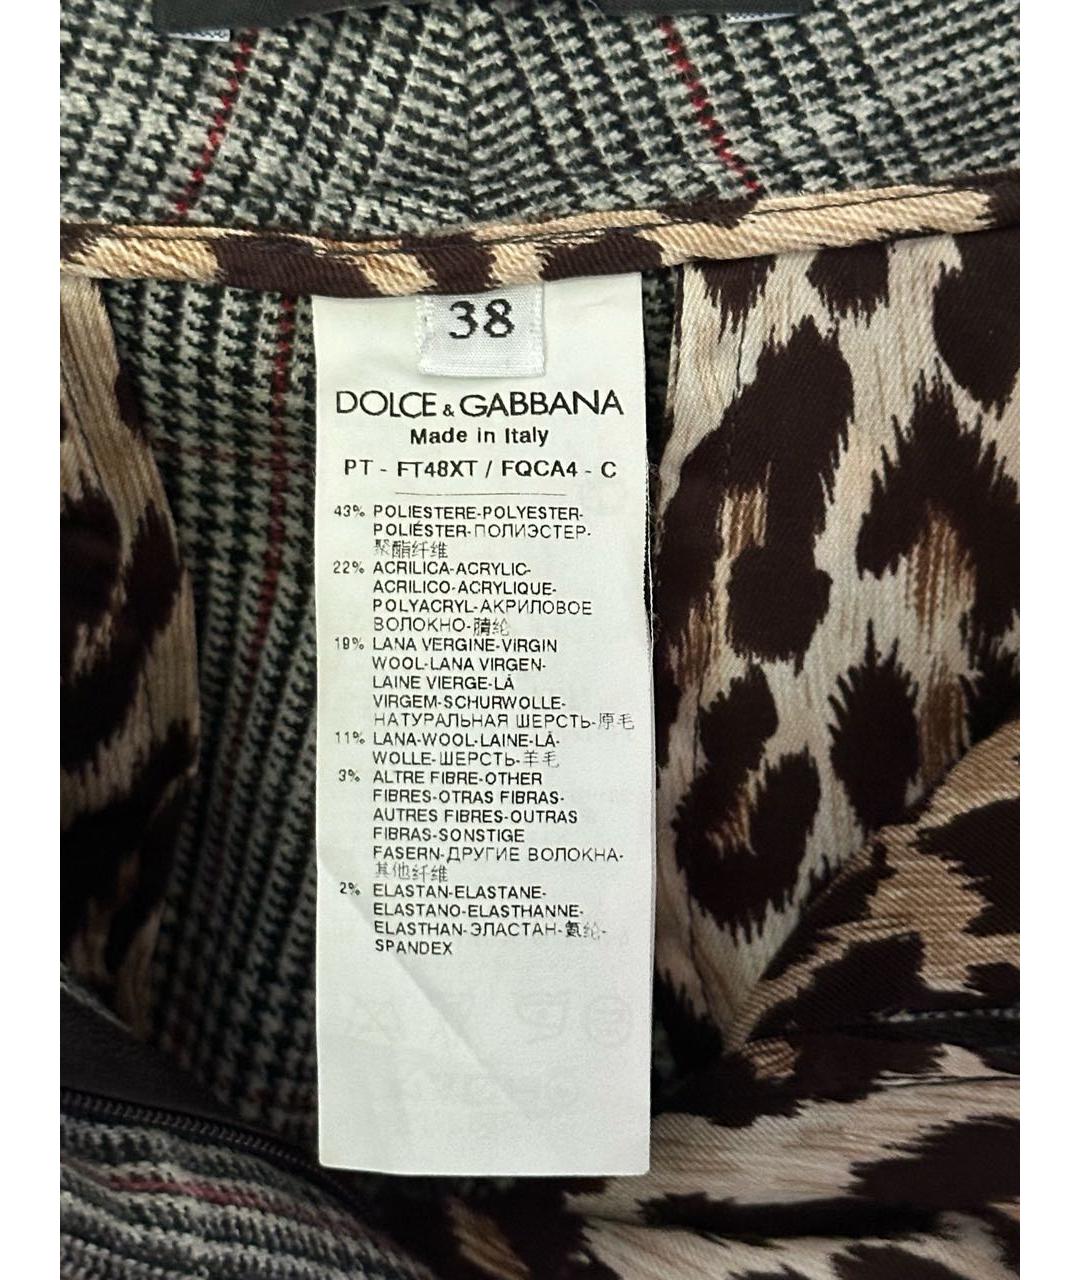 38
DOLCE & GABBANA
Made in Italy
PT - FT48XT / FQCA4 - C
43% POLIESTERE-POLYESTER-
POLIÉSTER-ПОЛИЭСТЕР-
聚酯纤维
22% ACRILICA-ACRYLIC-
ACRILICO-ACRYLIQUE-
POLYACRYL-АКРИЛОВОЕ
ВОЛОКНО-腈纶
19% LANA VERGINE-VIRGIN
WOOL-LANA VIRGEN-
LAINE VIERGE-LÃ
VIRGEM-SCHURWOLLE-
НАТУРАЛЬНАЯ ШЕРСТЬ-原毛
11% LANA-WOOL-LAINE-LÃ-
WOLLE-ШЕРСТЬ-羊毛
3% ALTRE FIBRE-OTHER
FIBRES-OTRAS FIBRAS-
AUTRES FIBRES-OUTRAS
FIBRAS-SONSTIGE
FASERN-ДРУГИЕ ВОЛОКНА-
其他纤维
2% ELASTAN-ELASTANE-
ELASTANO-ELASTHANNE-
ELASTHAN-ЭЛАСТАН-氨纶-
SPANDEX